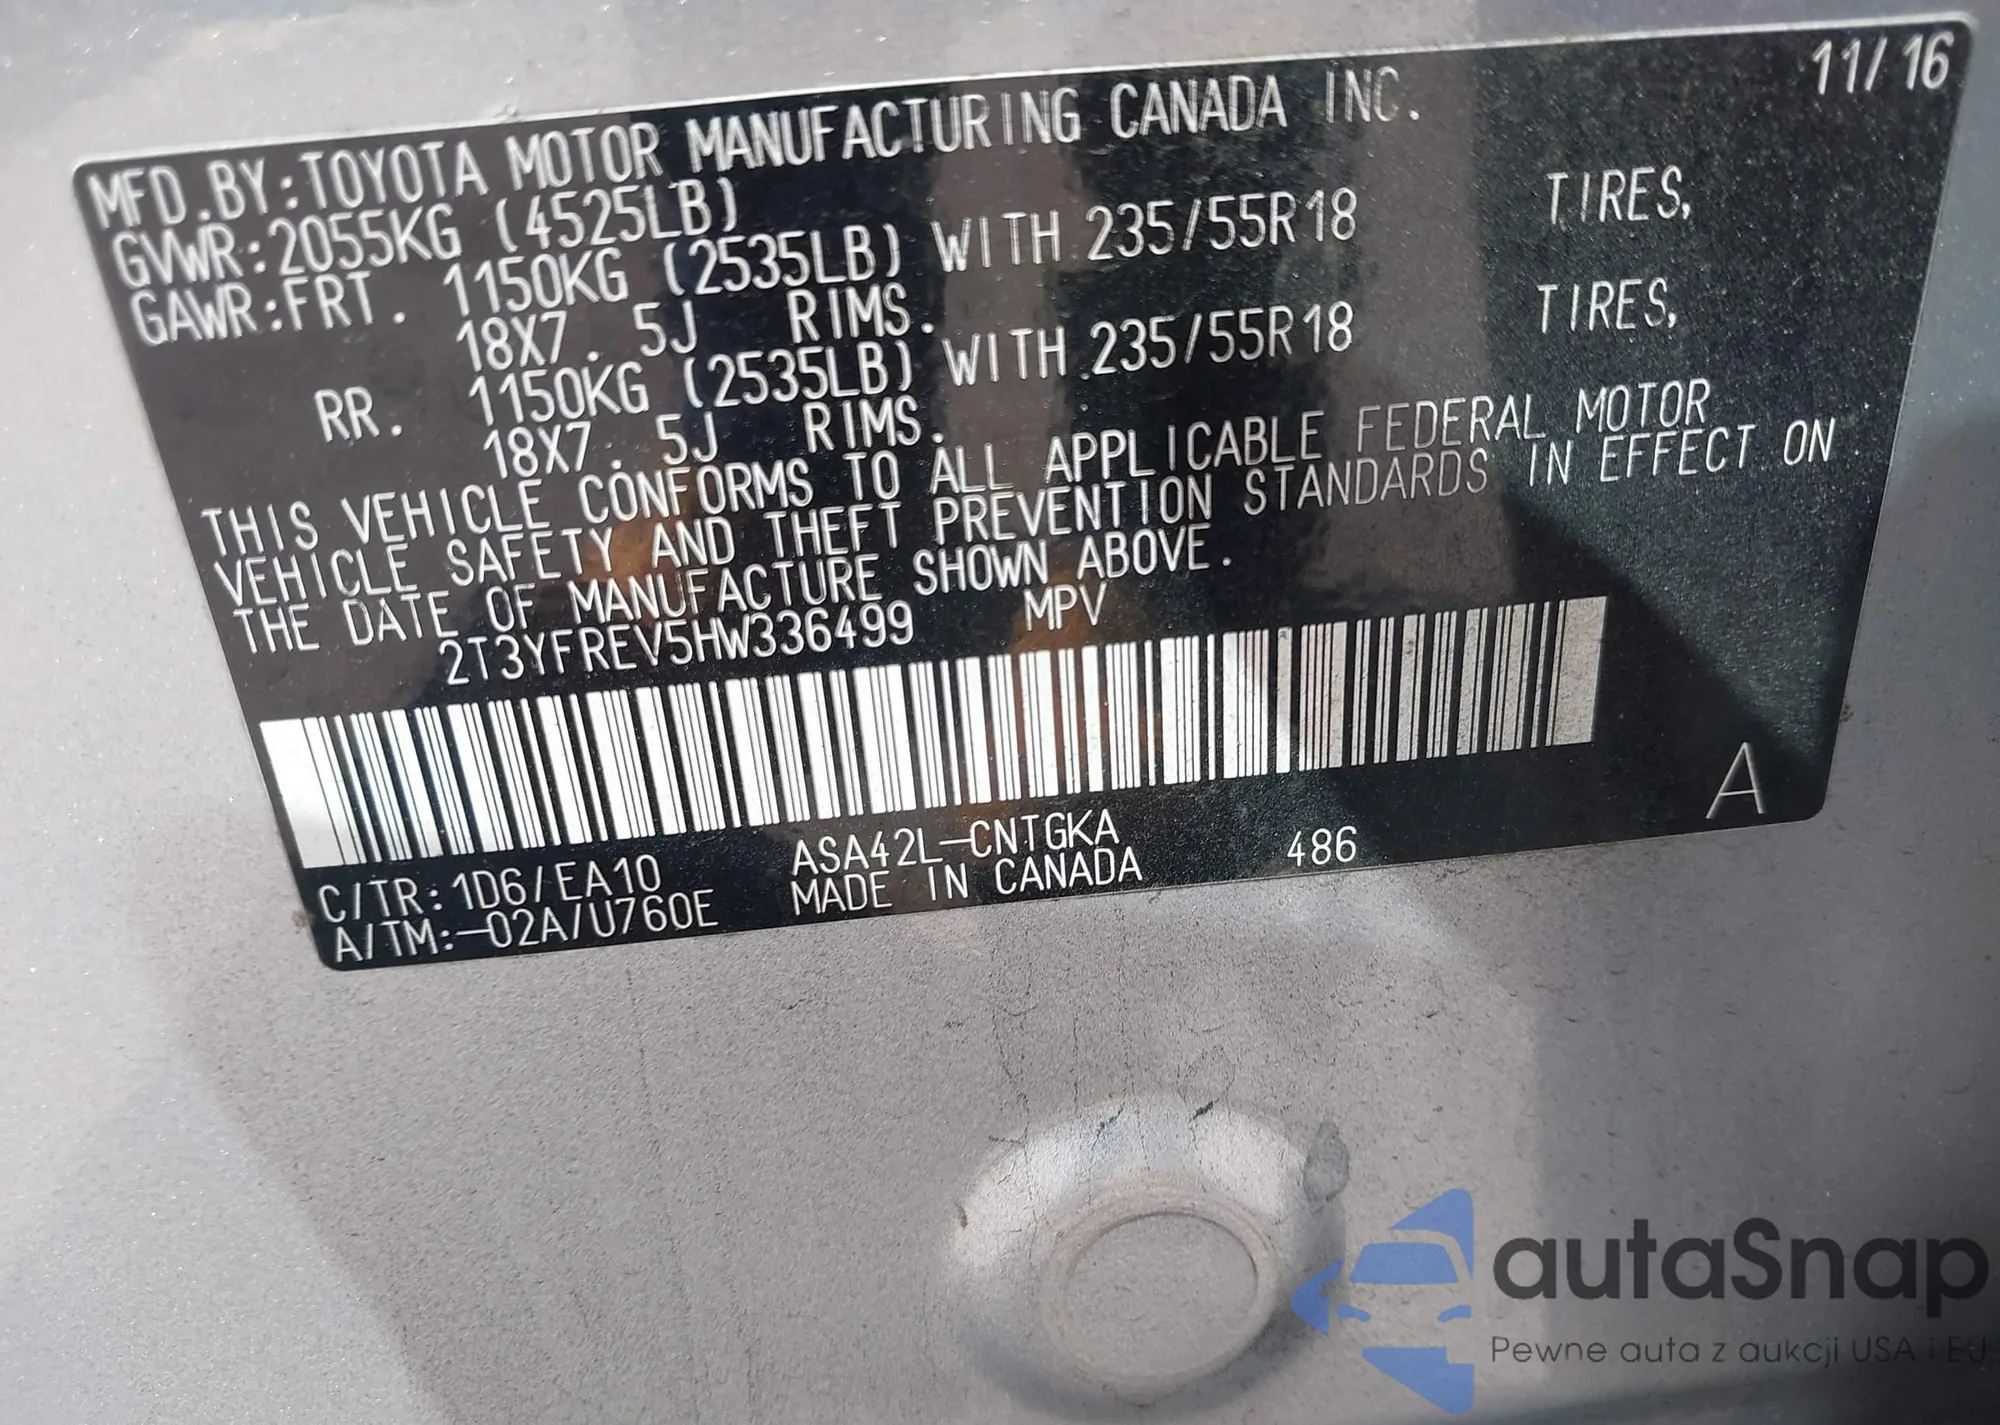 11/16
MFD.BY:TOYOTA MOTOR MANUFACTURING CANADA INC.
GVWR:2055KG (4525LB)
GAWR:FRT. 1150KG (2535LB) WITH 235/55R18 TIRES,
18X7.5J RIMS.
RR. 1150KG (2535LB) WITH 235/55R18 TIRES,
18X7.5J RIMS.
THIS VEHICLE CONFORMS TO ALL APPLICABLE FEDERAL MOTOR
VEHICLE SAFETY AND THEFT PREVENTION STANDARDS IN EFFECT ON
THE DATE OF MANUFACTURE SHOWN ABOVE.
2T3YFREV5HW336499 MPV
A
C/TR:1D6/EA10 ASA42L-CNTGKA 486
A/TM:-02A/U760E MADE IN CANADA
autaSnap
Pewne auta z aukcji USA i EU